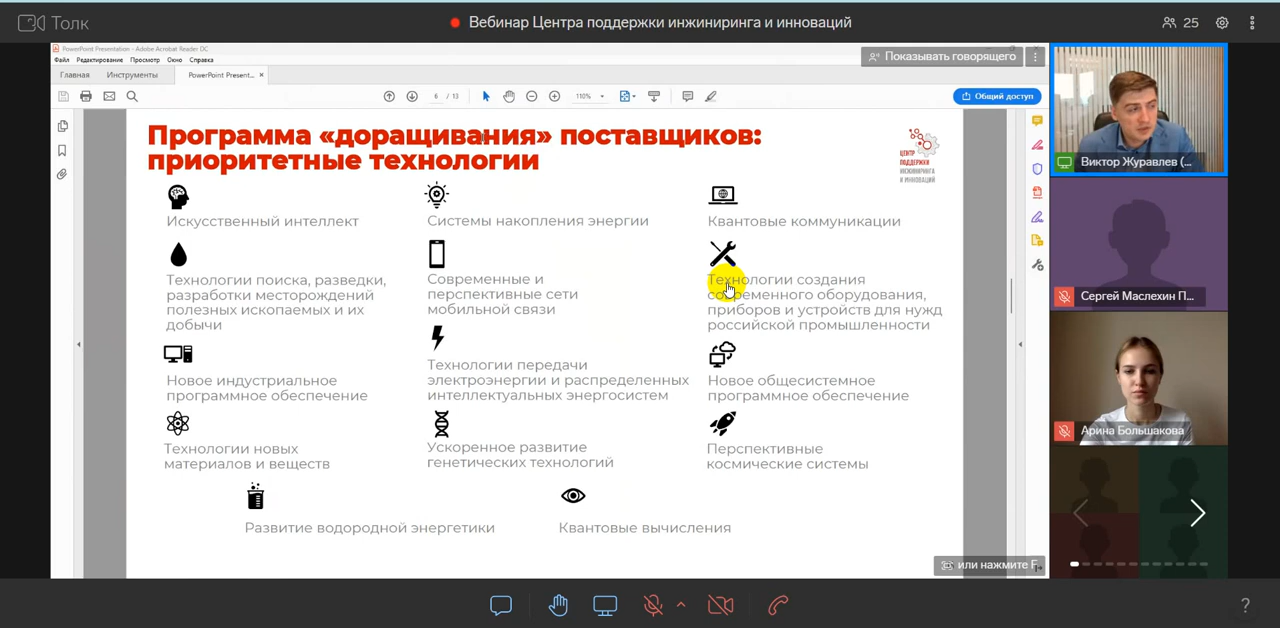 Толк
Вебинар Центра поддержки инжиниринга и инноваций
25
PowerPoint Presentation - Adobe Acrobat Reader DC
Файл Редактирование Просмотр Окно Справка
Показывать говорящего
Главная Инструменты PowerPoint Present... ×
6 / 13 110% Общий доступ
Программа «доращивания» поставщиков:
приоритетные технологии
ЦЕНТР
ПОДДЕРЖКИ
ИНЖИНИРИНГА
И ИННОВАЦИЙ
Искусственный интеллект
Системы накопления энергии
Квантовые коммуникации
Технологии поиска, разведки,
разработки месторождений
полезных ископаемых и их
добычи
Современные и
перспективные сети
мобильной связи
Технологии создания
современного оборудования,
приборов и устройств для нужд
российской промышленности
Новое индустриальное
программное обеспечение
Технологии передачи
электроэнергии и распределенных
интеллектуальных энергосистем
Новое общесистемное
программное обеспечение
Технологии новых
материалов и веществ
Ускоренное развитие
генетических технологий
Перспективные
космические системы
Развитие водородной энергетики
Квантовые вычисления
или нажмите F
Виктор Журавлев (...
Сергей Маслехин П...
Арина Большакова
?